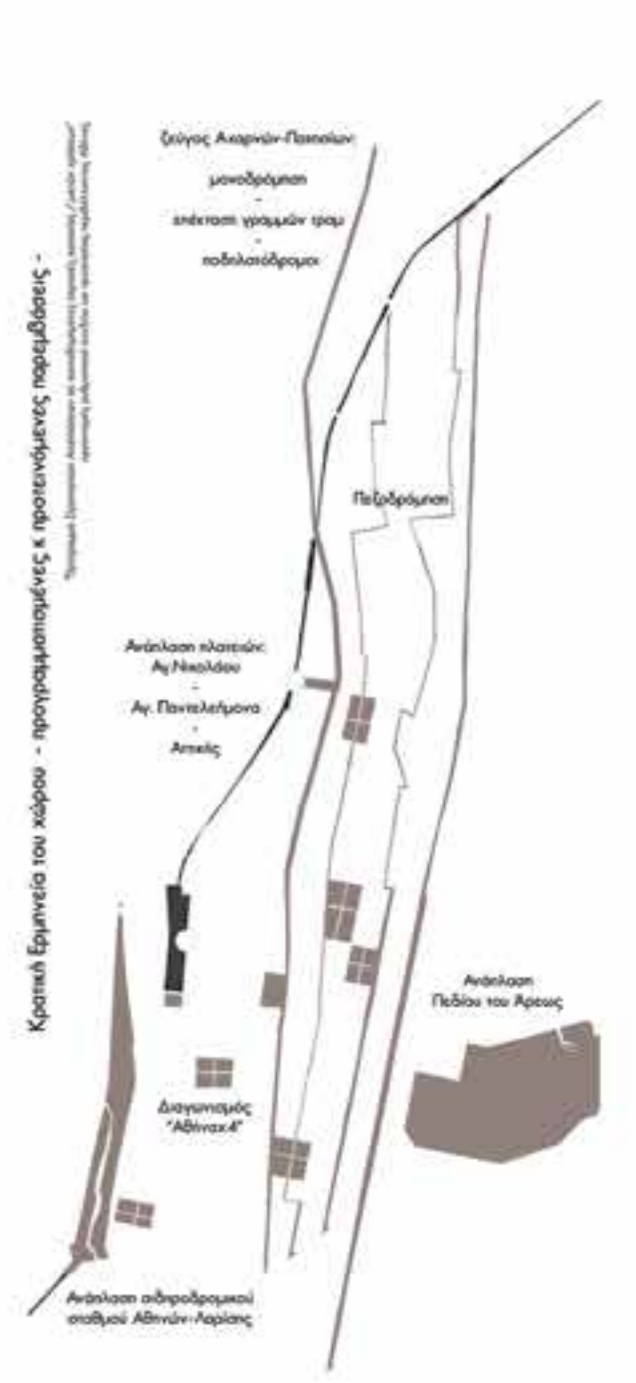 Κρατική Ερμηνεία του χώρου - προγραμματισμένες κ προτεινόμενες παρεμβάσεις -
ζεύγος Αχαρνών-Πατησίων:
μονοδρόμηση
-
επέκταση γραμμών τραμ
-
ποδηλατόδρομοι
Πεζοδρόμηση
Ανάπλαση πλατειών:
Αγ.Νικολάου
-
Αγ. Παντελεήμονα
-
Αττικής
Ανάπλαση
Πεδίου του Άρεως
Διαγωνισμός
"Αθήναx4"
Ανάπλαση σιδηροδρομικού
σταθμού Αθηνών-Λαρίσης